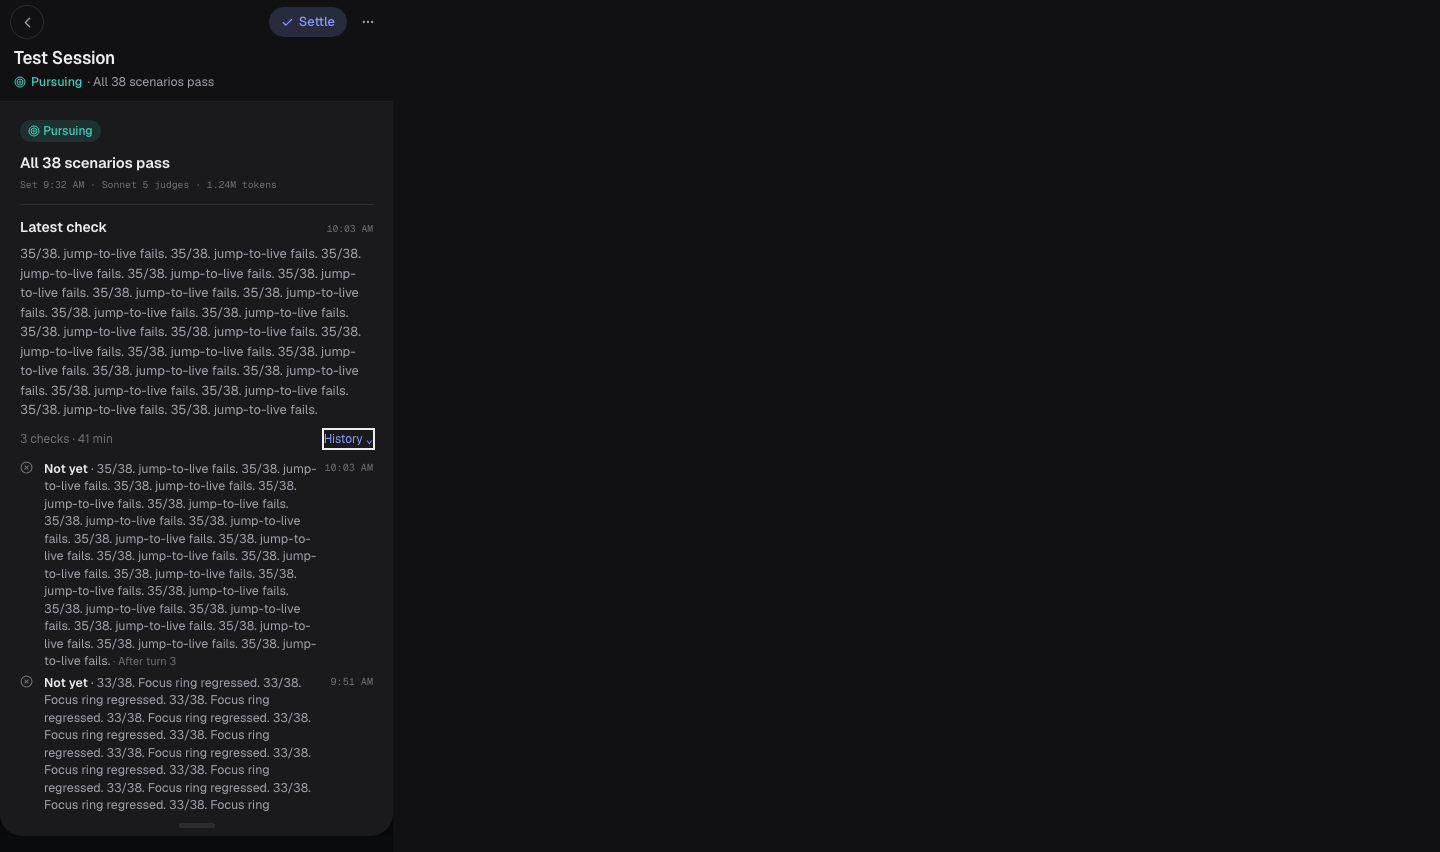 Settle
Test Session
Pursuing · All 38 scenarios pass
Pursuing
All 38 scenarios pass
Set 9:32 AM · Sonnet 5 judges · 1.24M tokens
Latest check 10:03 AM
35/38. jump-to-live fails. 35/38. jump-to-live fails. 35/38.
jump-to-live fails. 35/38. jump-to-live fails. 35/38. jump-
to-live fails. 35/38. jump-to-live fails. 35/38. jump-to-live
fails. 35/38. jump-to-live fails. 35/38. jump-to-live fails.
35/38. jump-to-live fails. 35/38. jump-to-live fails. 35/38.
jump-to-live fails. 35/38. jump-to-live fails. 35/38. jump-
to-live fails. 35/38. jump-to-live fails. 35/38. jump-to-live
fails. 35/38. jump-to-live fails. 35/38. jump-to-live fails.
35/38. jump-to-live fails. 35/38. jump-to-live fails.
3 checks · 41 min History
Not yet · 35/38. jump-to-live fails. 35/38. jump- 10:03 AM
to-live fails. 35/38. jump-to-live fails. 35/38.
jump-to-live fails. 35/38. jump-to-live fails.
35/38. jump-to-live fails. 35/38. jump-to-live
fails. 35/38. jump-to-live fails. 35/38. jump-to-
live fails. 35/38. jump-to-live fails. 35/38. jump-
to-live fails. 35/38. jump-to-live fails. 35/38.
jump-to-live fails. 35/38. jump-to-live fails.
35/38. jump-to-live fails. 35/38. jump-to-live
fails. 35/38. jump-to-live fails. 35/38. jump-to-
live fails. 35/38. jump-to-live fails. 35/38. jump-
to-live fails. · After turn 3
Not yet · 33/38. Focus ring regressed. 33/38. 9:51 AM
Focus ring regressed. 33/38. Focus ring
regressed. 33/38. Focus ring regressed. 33/38.
Focus ring regressed. 33/38. Focus ring
regressed. 33/38. Focus ring regressed. 33/38.
Focus ring regressed. 33/38. Focus ring
regressed. 33/38. Focus ring regressed. 33/38.
Focus ring regressed. 33/38. Focus ring